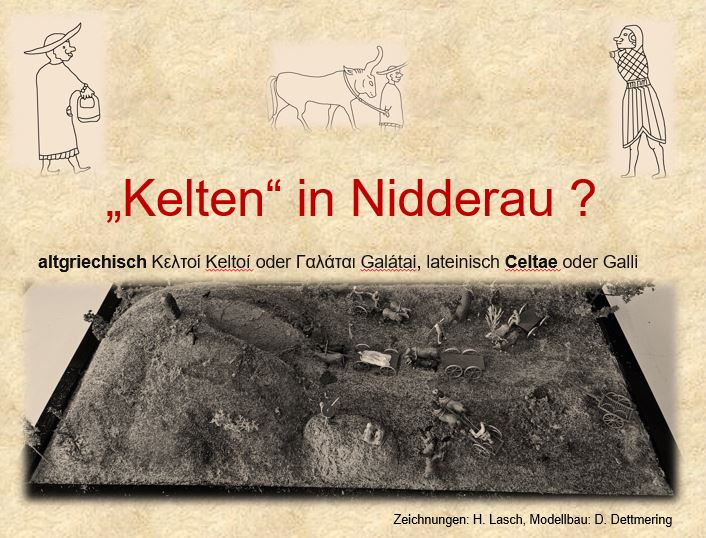 „Kelten“ in Nidderau ?
altgriechisch Κελτοί Keltoí oder Γαλάται Galátai, lateinisch Celtae oder Galli
Zeichnungen: H. Lasch, Modellbau: D. Dettmering